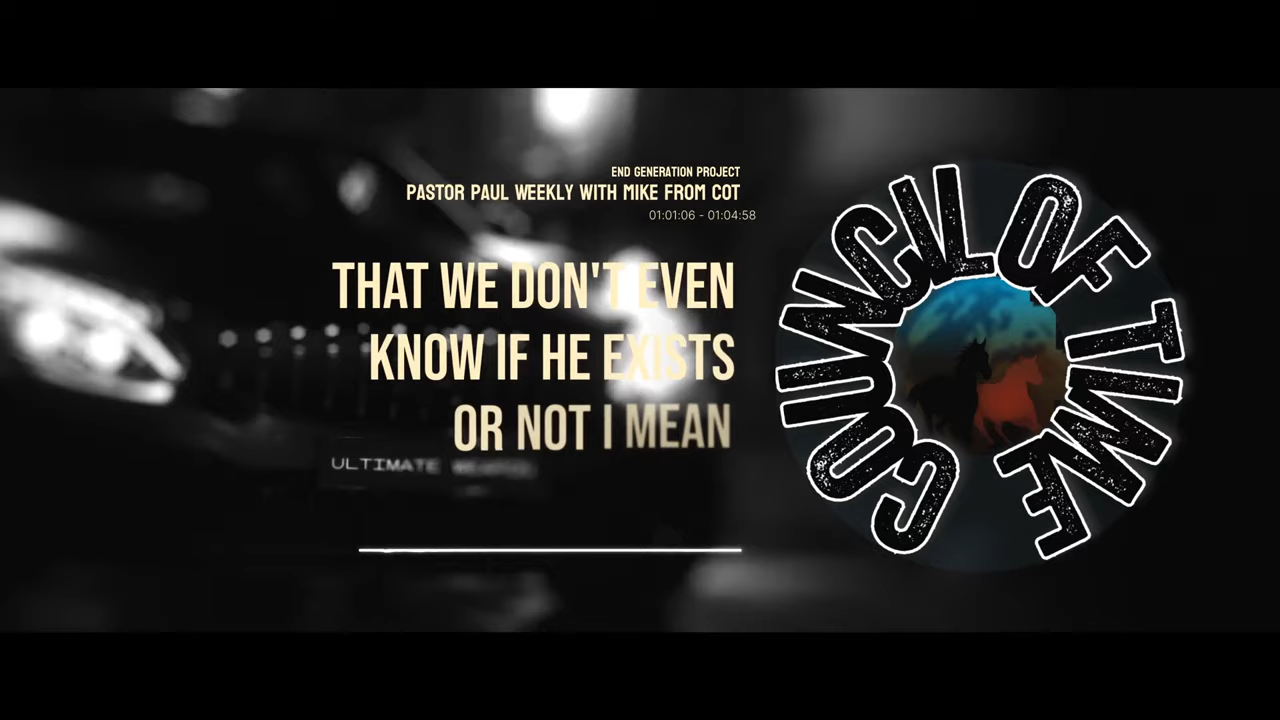 END GENERATION PROJECT
PASTOR PAUL WEEKLY WITH MIKE FROM COT
01:01:06 - 01:04:58
THAT WE DON'T EVEN
KNOW IF HE EXISTS
OR NOT I MEAN
ULTIMATE WEAPON
COUNCIL OF TIME